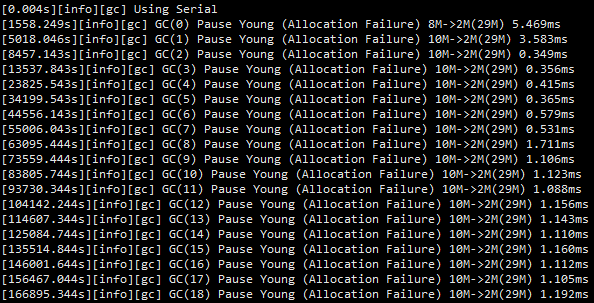 [0.004s][info][gc] Using Serial
[1558.249s][info][gc] GC(0) Pause Young (Allocation Failure) 8M->2M(29M) 5.469ms
[5018.046s][info][gc] GC(1) Pause Young (Allocation Failure) 10M->2M(29M) 3.583ms
[8457.143s][info][gc] GC(2) Pause Young (Allocation Failure) 10M->2M(29M) 0.349ms
[13537.843s][info][gc] GC(3) Pause Young (Allocation Failure) 10M->2M(29M) 0.356ms
[23825.543s][info][gc] GC(4) Pause Young (Allocation Failure) 10M->2M(29M) 0.415ms
[34199.543s][info][gc] GC(5) Pause Young (Allocation Failure) 10M->2M(29M) 0.365ms
[44556.143s][info][gc] GC(6) Pause Young (Allocation Failure) 10M->2M(29M) 0.579ms
[55006.043s][info][gc] GC(7) Pause Young (Allocation Failure) 10M->2M(29M) 0.531ms
[63095.444s][info][gc] GC(8) Pause Young (Allocation Failure) 10M->2M(29M) 1.711ms
[73559.444s][info][gc] GC(9) Pause Young (Allocation Failure) 10M->2M(29M) 1.106ms
[83805.744s][info][gc] GC(10) Pause Young (Allocation Failure) 10M->2M(29M) 1.123ms
[93730.344s][info][gc] GC(11) Pause Young (Allocation Failure) 10M->2M(29M) 1.088ms
[104142.244s][info][gc] GC(12) Pause Young (Allocation Failure) 10M->2M(29M) 1.156ms
[114607.344s][info][gc] GC(13) Pause Young (Allocation Failure) 10M->2M(29M) 1.143ms
[125084.744s][info][gc] GC(14) Pause Young (Allocation Failure) 10M->2M(29M) 1.110ms
[135514.844s][info][gc] GC(15) Pause Young (Allocation Failure) 10M->2M(29M) 1.160ms
[146001.644s][info][gc] GC(16) Pause Young (Allocation Failure) 10M->2M(29M) 1.112ms
[156467.044s][info][gc] GC(17) Pause Young (Allocation Failure) 10M->2M(29M) 1.105ms
[166895.344s][info][gc] GC(18) Pause Young (Allocation Failure) 10M->2M(29M) 1.192ms